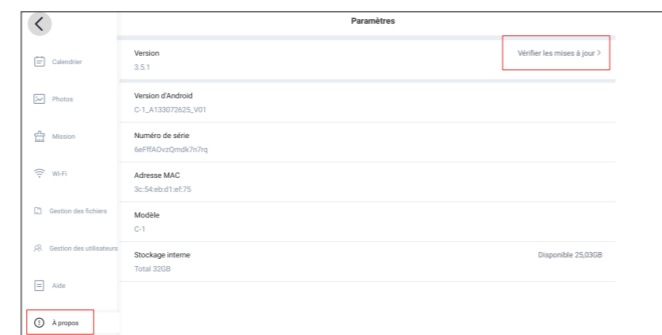 Paramètres
Calendrier
Photos
Mission
Wi-Fi
Gestion des fichiers
Gestion des utilisateurs
Aide
À propos
Version
3.5.1
Vérifier les mises à jour >
Version d'Android
C-1_A133072625_V01
Numéro de série
6eFffAOvzQmdk7n7rq
Adresse MAC
3c:54:eb:d1:ef:75
Modèle
C-1
Stockage interne
Total 32GB
Disponible 25,03GB